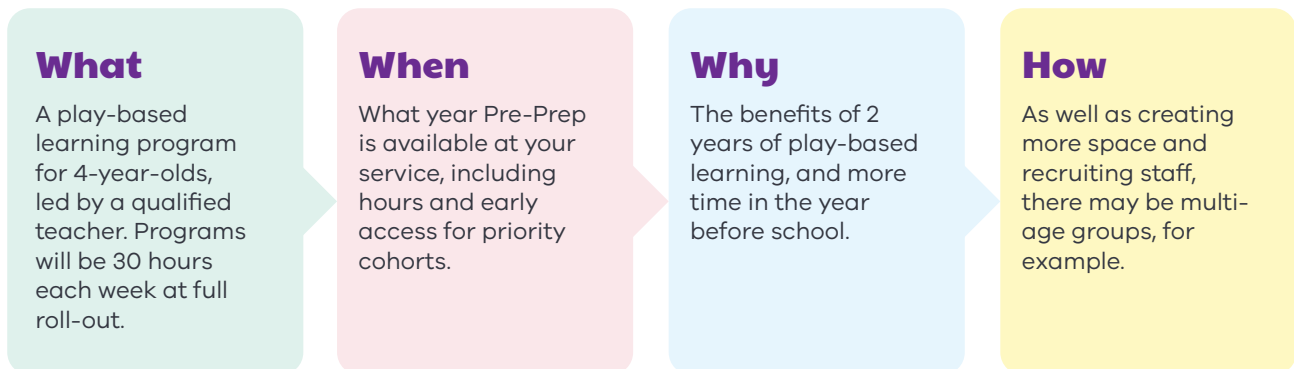 What
A play-based
learning program
for 4-year-olds,
led by a qualified
teacher. Programs
will be 30 hours
each week at full
roll-out.
When
What year Pre-Prep
is available at your
service, including
hours and early
access for priority
cohorts.
Why
The benefits of 2
years of play-based
learning, and more
time in the year
before school.
How
As well as creating
more space and
recruiting staff,
there may be multi-
age groups, for
example.